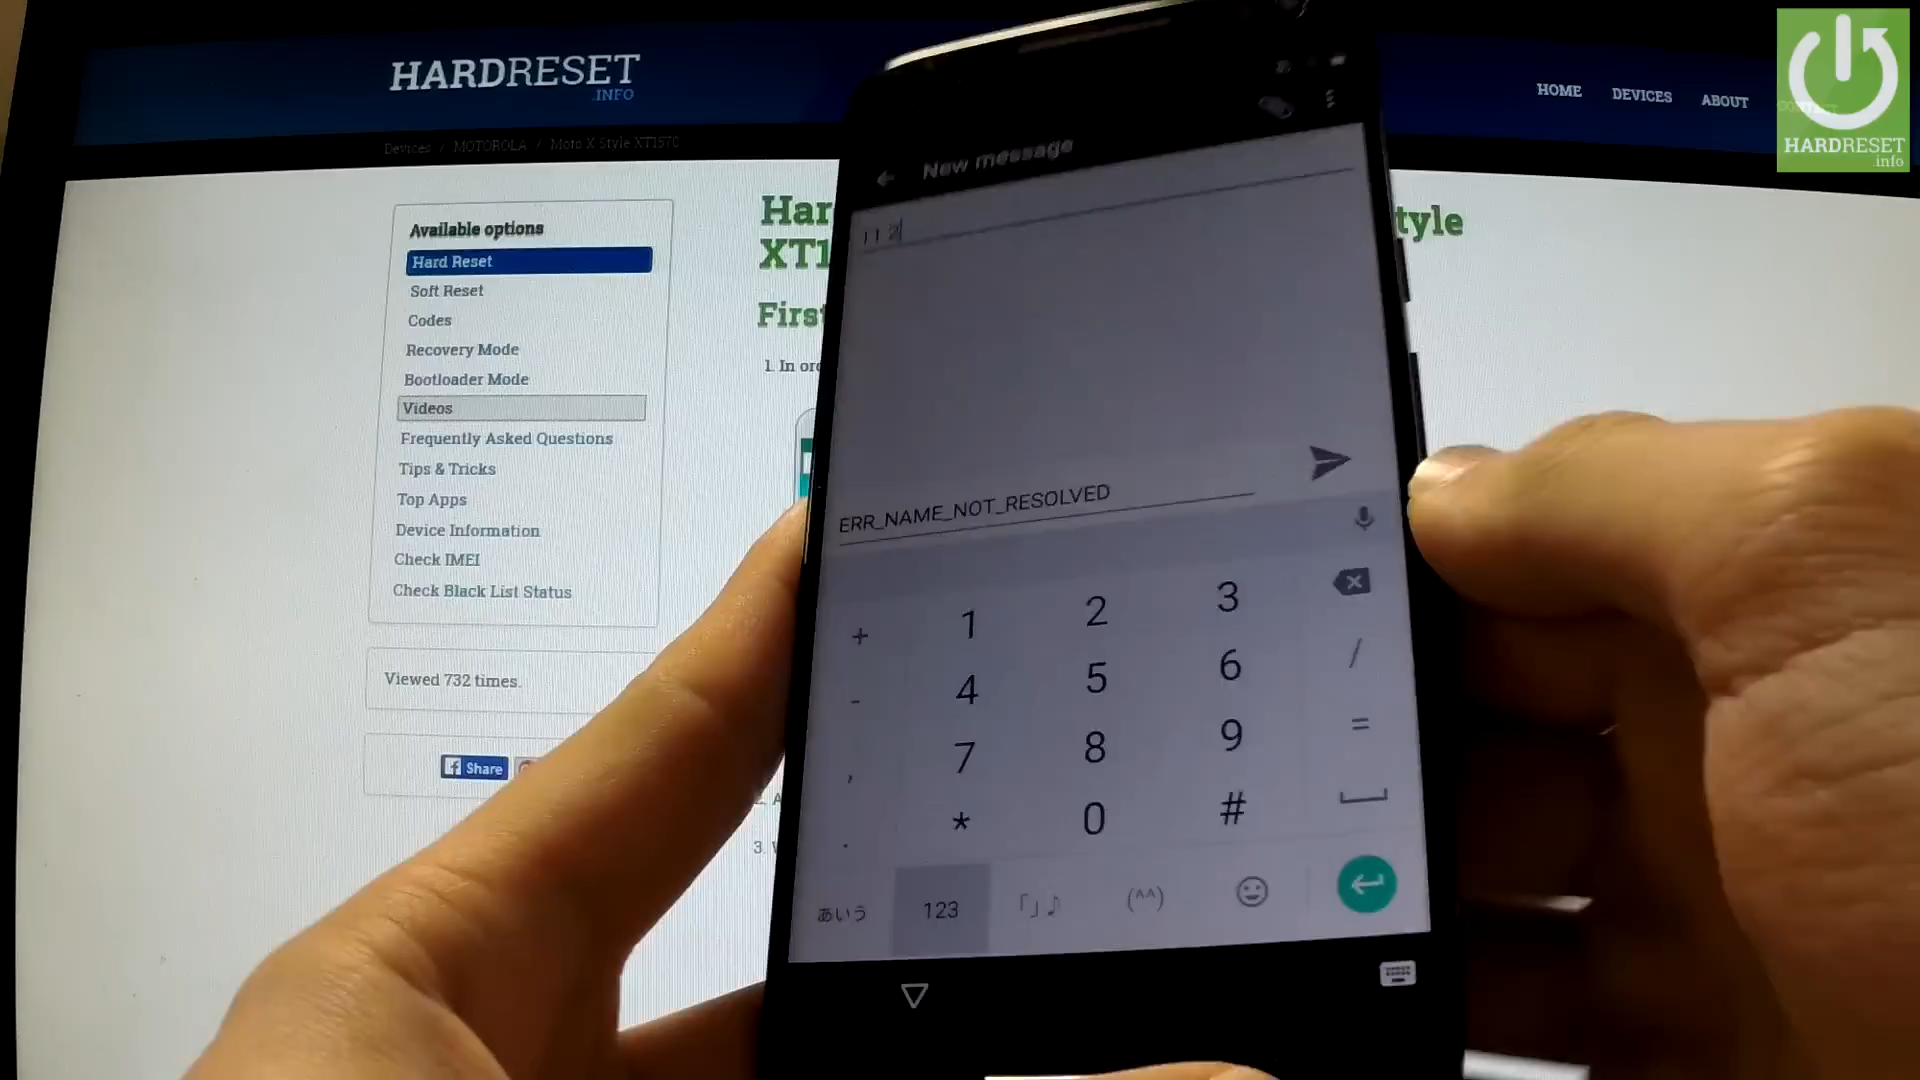 HARDRESET
.INFO
HOME DEVICES ABOUT
HARDRESET
.info
Devices / MOTOROLA / Moto X Style XT1570
Available options
Hard Reset
Soft Reset
Codes
Recovery Mode
Bootloader Mode
Videos
Frequently Asked Questions
Tips & Tricks
Top Apps
Device Information
Check IMEI
Check Black List Status
Viewed 732 times.
Share
Har
tyle
XT1
Firs
1. In
3.
New message
112
ERR_NAME_NOT_RESOLVED
+ 1 2 3
- 4 5 6 /
, 7 8 9 =
. * 0 #
あいう 123 「」♪ (^^)